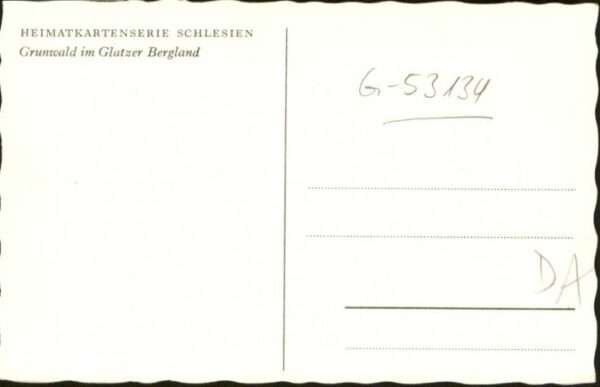 HEIMATKARTENSERIE SCHLESIEN
Grunwald im Glatzer Bergland
G-53134
DA